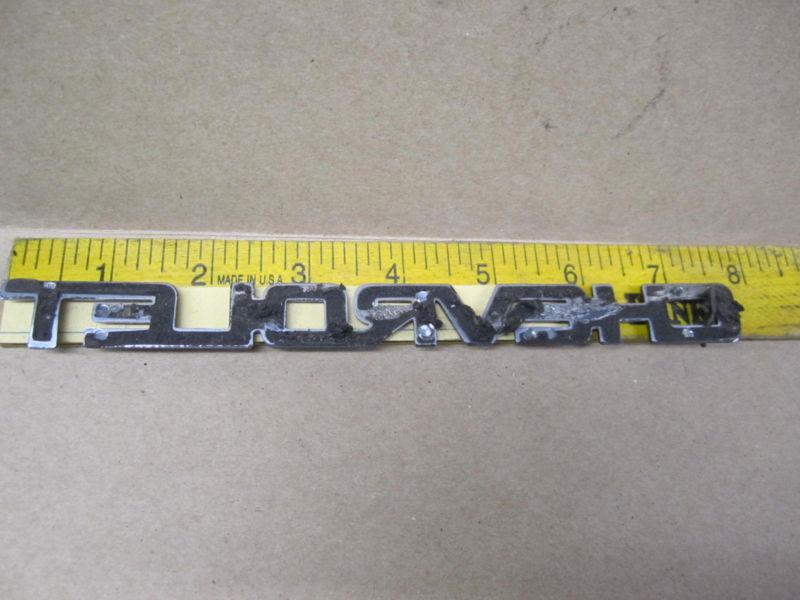 1 2 MADE IN U.S.A. 3 4 5 6 7 8
CHEVROLET